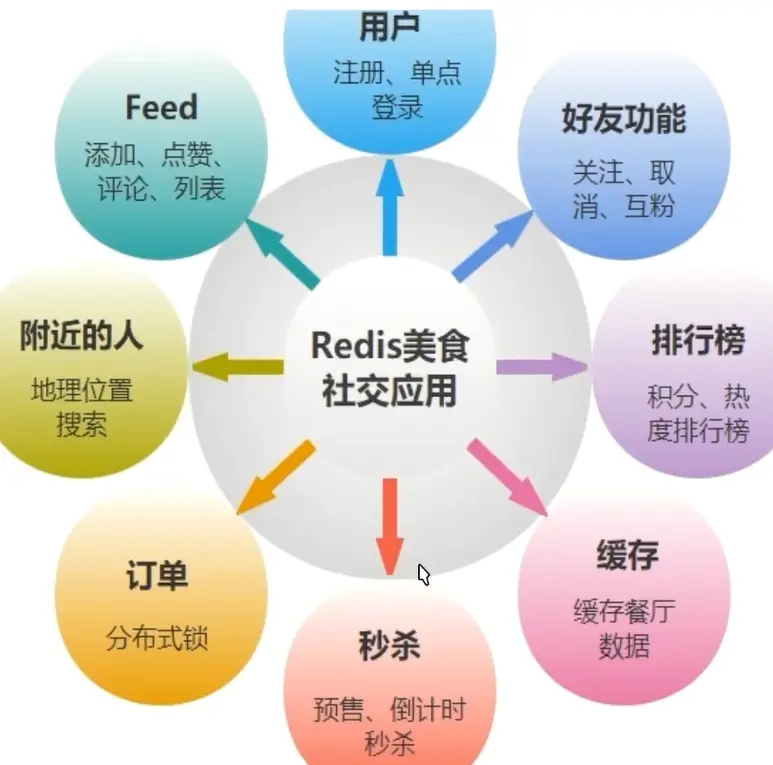 用户
注册、单点
登录
好友功能
关注、取
消、互粉
排行榜
积分、热
度排行榜
缓存
缓存餐厅
数据
秒杀
预售、倒计时
秒杀
订单
分布式锁
附近的人
地理位置
搜索
Feed
添加、点赞、
评论、列表
Redis美食
社交应用